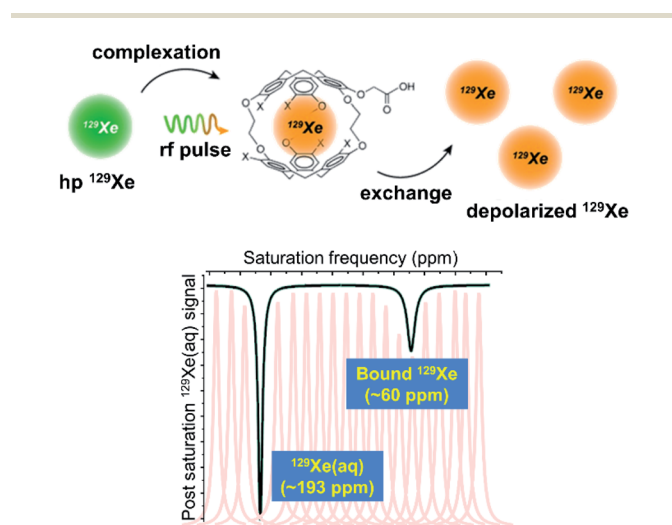 complexation
OH
O
X
X
O
129Xe
129Xe
129Xe
129Xe
129Xe
O
O
O
X
O
X
rf pulse
hp 129Xe
exchange
depolarized 129Xe
Saturation frequency (ppm)
Post saturation 129Xe(aq) signal
Bound 129Xe
(~60 ppm)
129Xe(aq)
(~193 ppm)